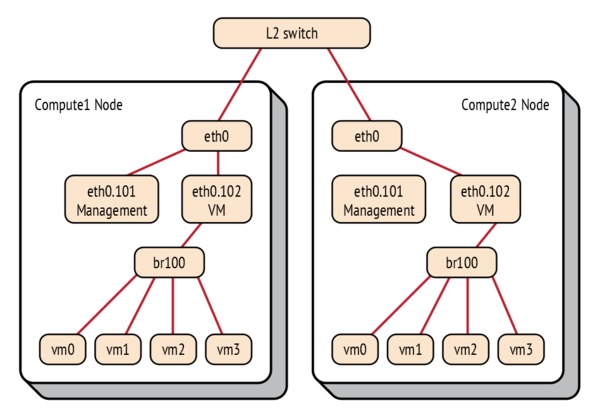 L2 switch
Compute1 Node
eth0
eth0.101
Management
eth0.102
VM
br100
vm0
vm1
vm2
vm3
Compute2 Node
eth0
eth0.101
Management
eth0.102
VM
br100
vm0
vm1
vm2
vm3